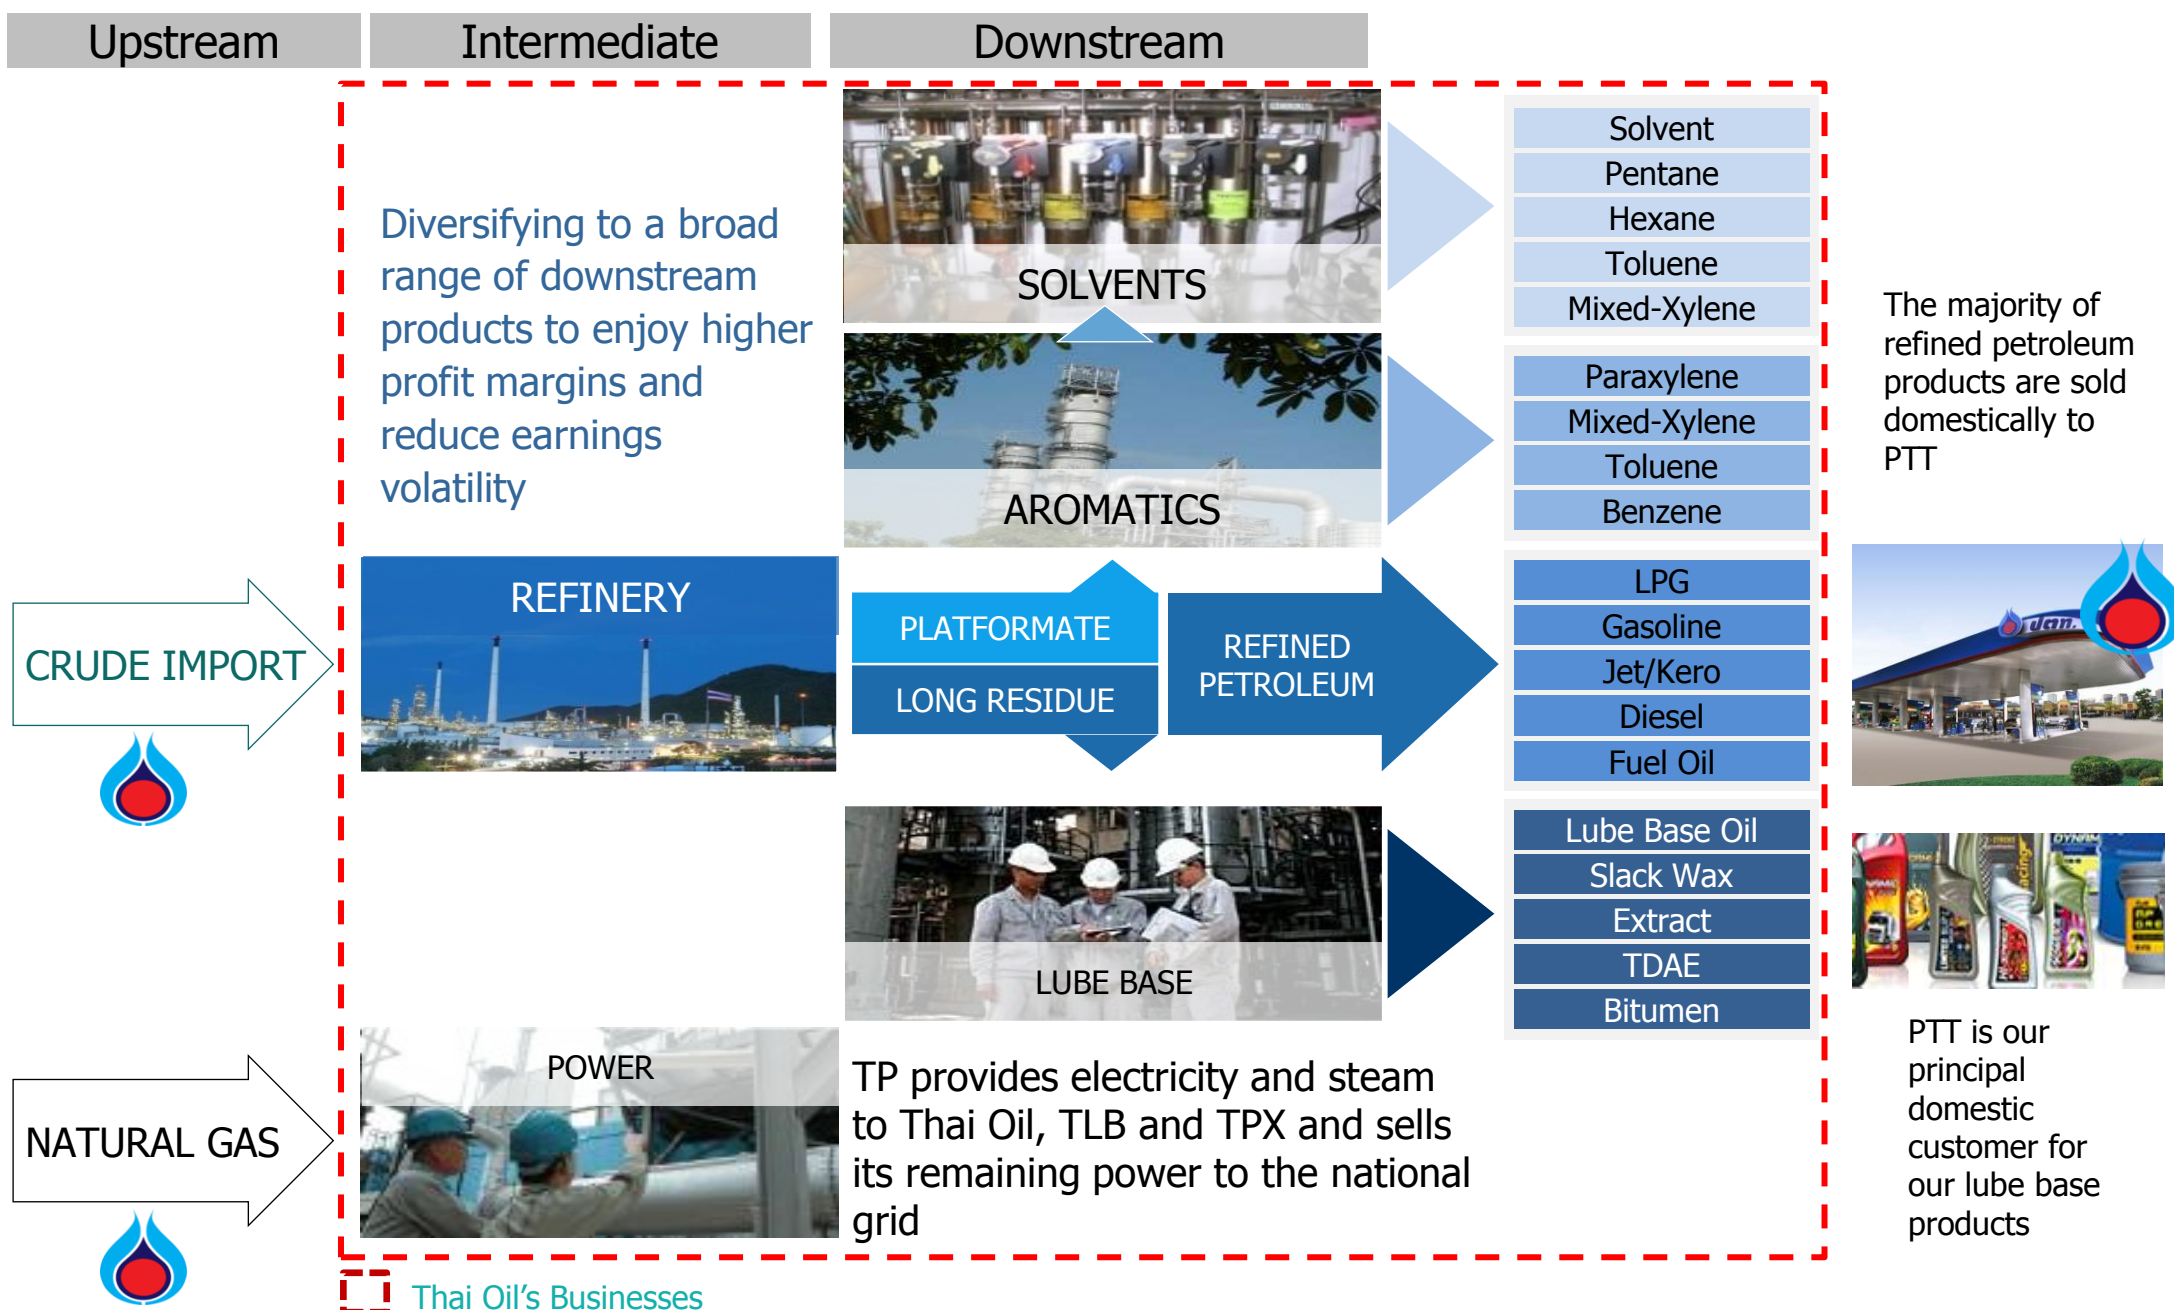 Upstream
Intermediate
Downstream
Diversifying to a broad
range of downstream
products to enjoy higher
profit margins and
reduce earnings
volatility
SOLVENTS
Solvent
Pentane
Hexane
Toluene
Mixed-Xylene
AROMATICS
Paraxylene
Mixed-Xylene
Toluene
Benzene
The majority of
refined petroleum
products are sold
domestically to
PTT
CRUDE IMPORT
REFINERY
PLATFORMATE
LONG RESIDUE
REFINED
PETROLEUM
LPG
Gasoline
Jet/Kero
Diesel
Fuel Oil
ปตท.
LUBE BASE
Lube Base Oil
Slack Wax
Extract
TDAE
Bitumen
NATURAL GAS
POWER
TP provides electricity and steam
to Thai Oil, TLB and TPX and sells
its remaining power to the national
grid
PTT is our
principal
domestic
customer for
our lube base
products
Thai Oil's Businesses